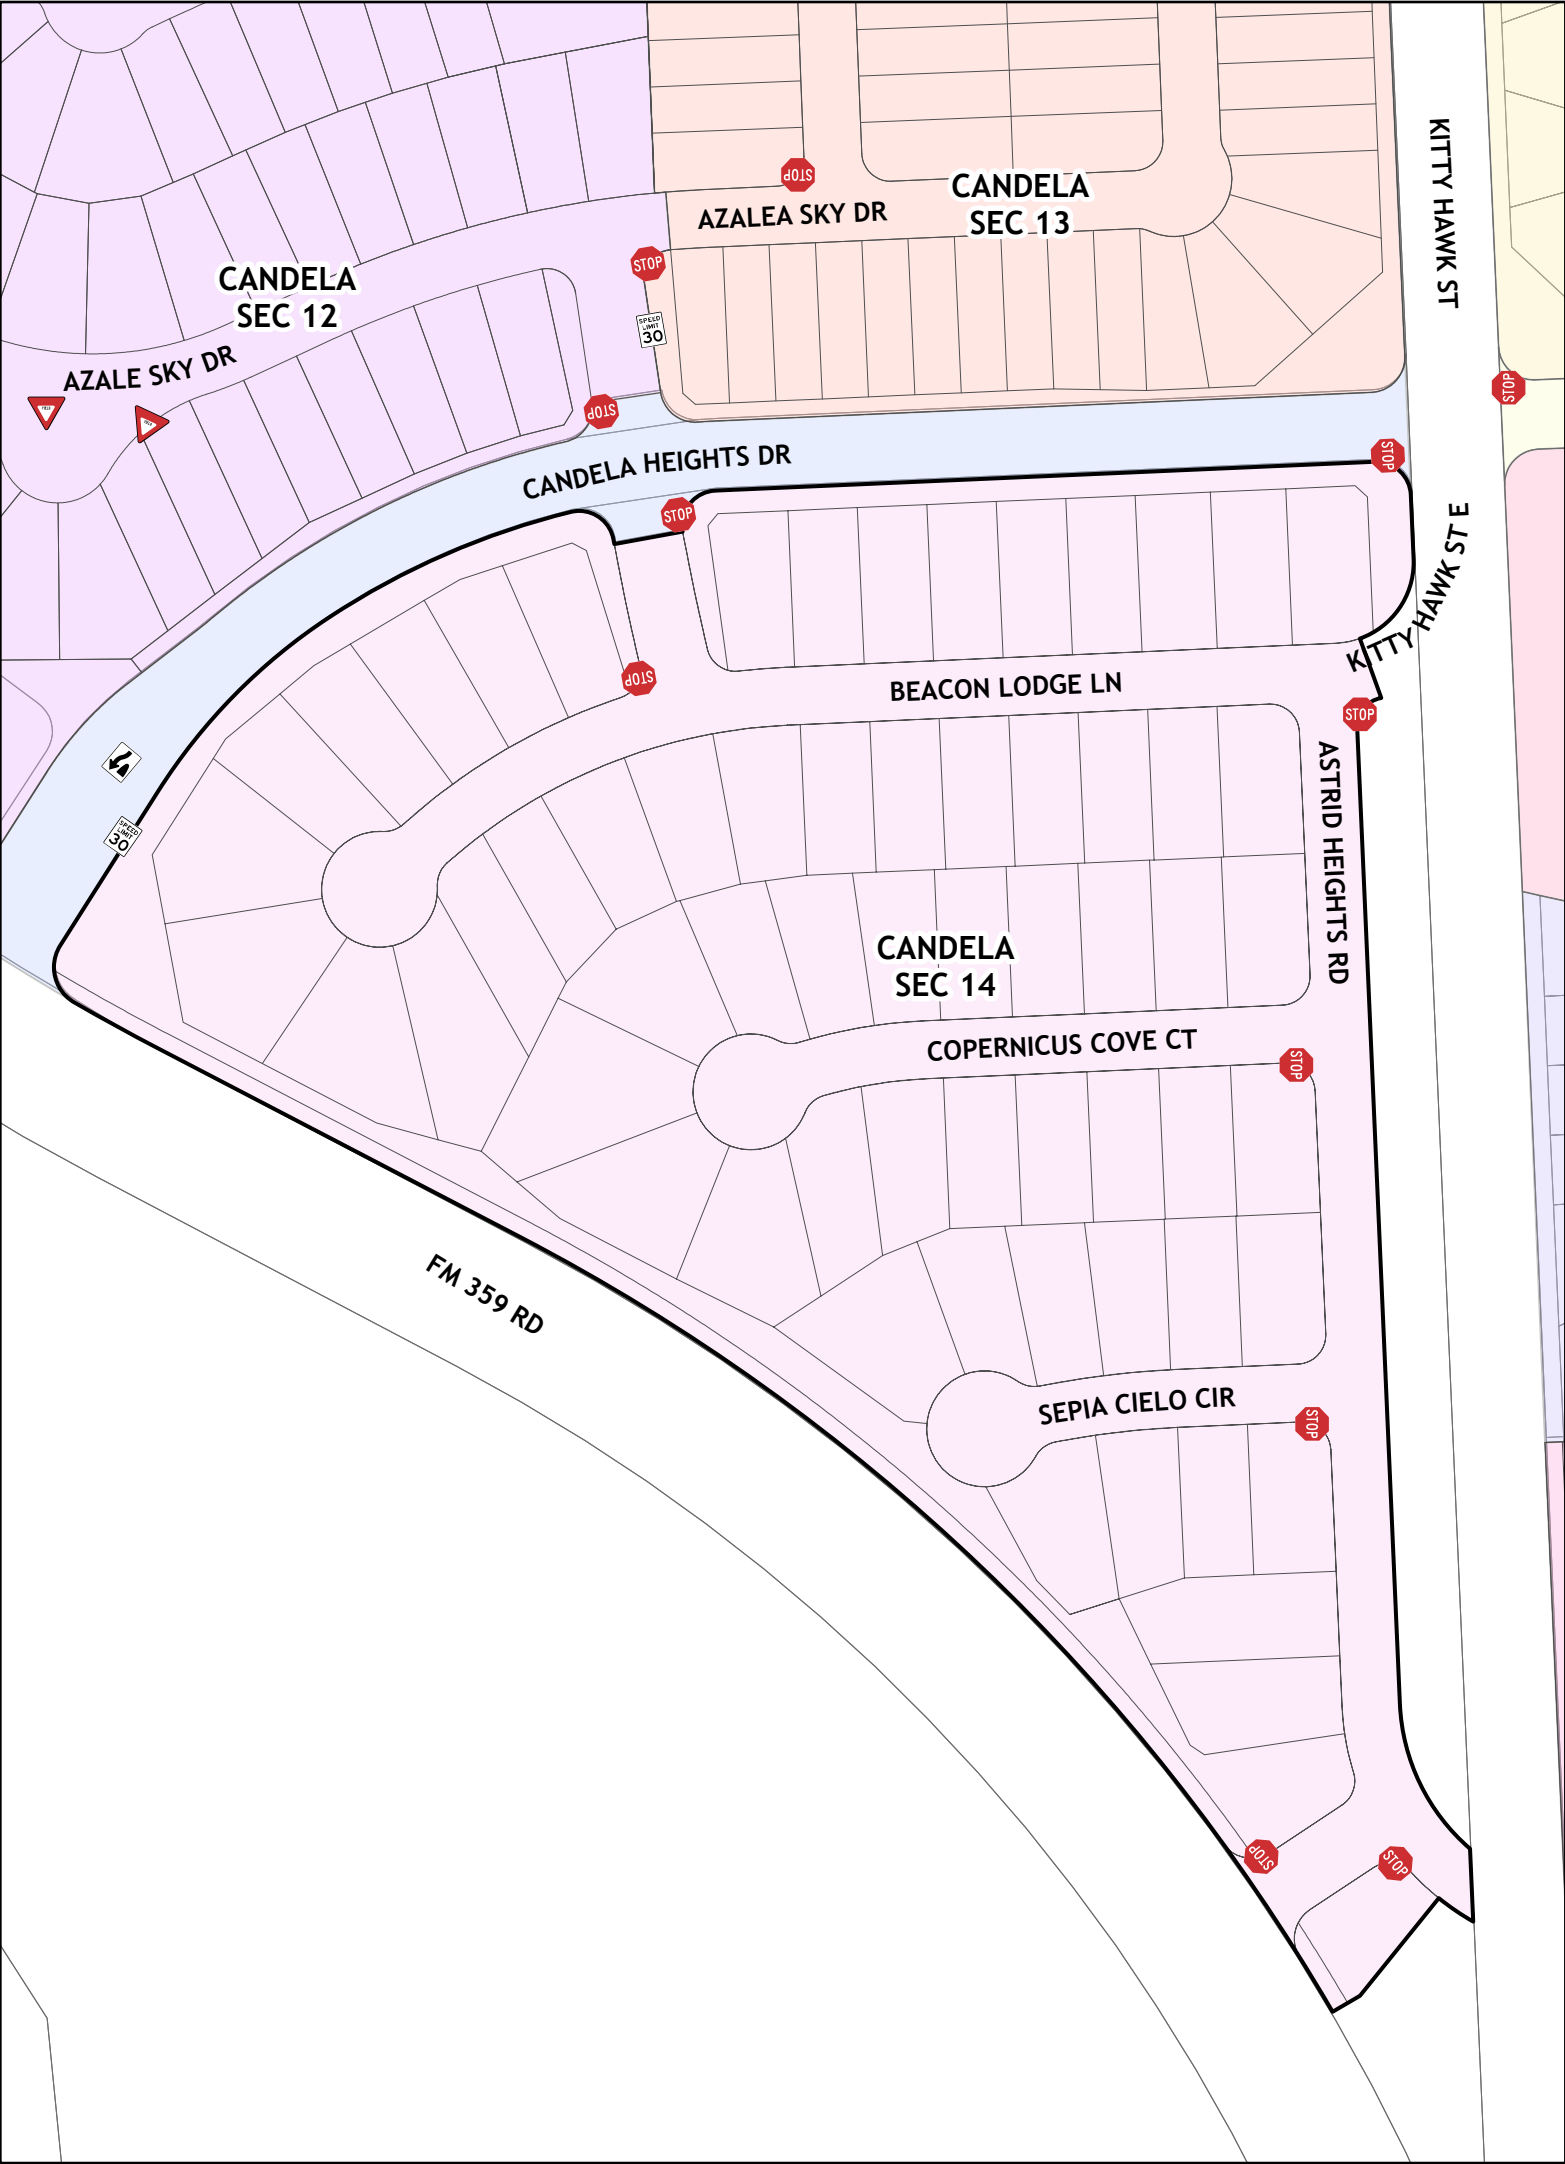 KITTY HAWK ST
STOP
CANDELA
SEC 13
AZALEA SKY DR
STOP
CANDELA
SEC 12
SPEED
LIMIT
30
AZALE SKY DR
STOP
STOP
YIELD
YIELD
STOP
CANDELA HEIGHTS DR
STOP
KITTY HAWK ST E
STOP
BEACON LODGE LN
STOP
ASTRID HEIGHTS RD
SPEED
LIMIT
30
CANDELA
SEC 14
COPERNICUS COVE CT
STOP
FM 359 RD
SEPIA CIELO CIR
STOP
STOP
STOP